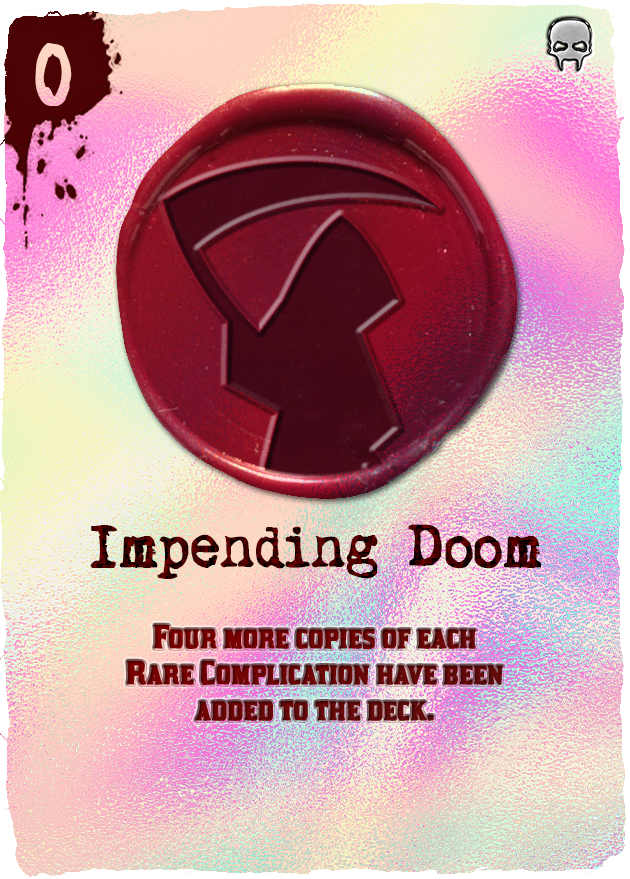 0
Impending Doom
Four more copies of each
Rare Complication have been
added to the deck.